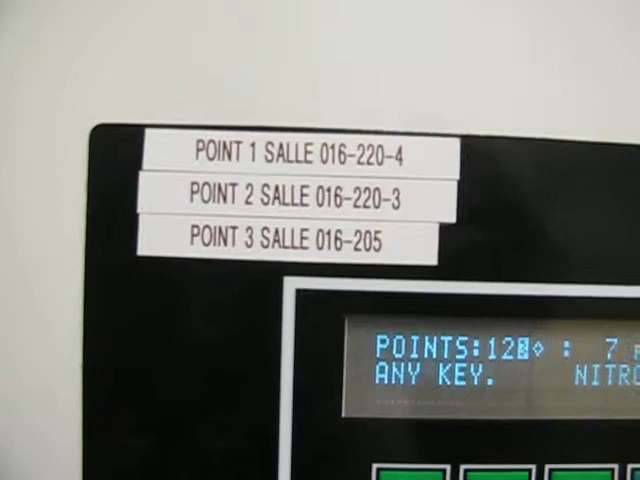 POINT 1 SALLE 016-220-4
POINT 2 SALLE 016-220-3
POINT 3 SALLE 016-205
POINTS:123◇ : 7
ANY KEY. NITRO